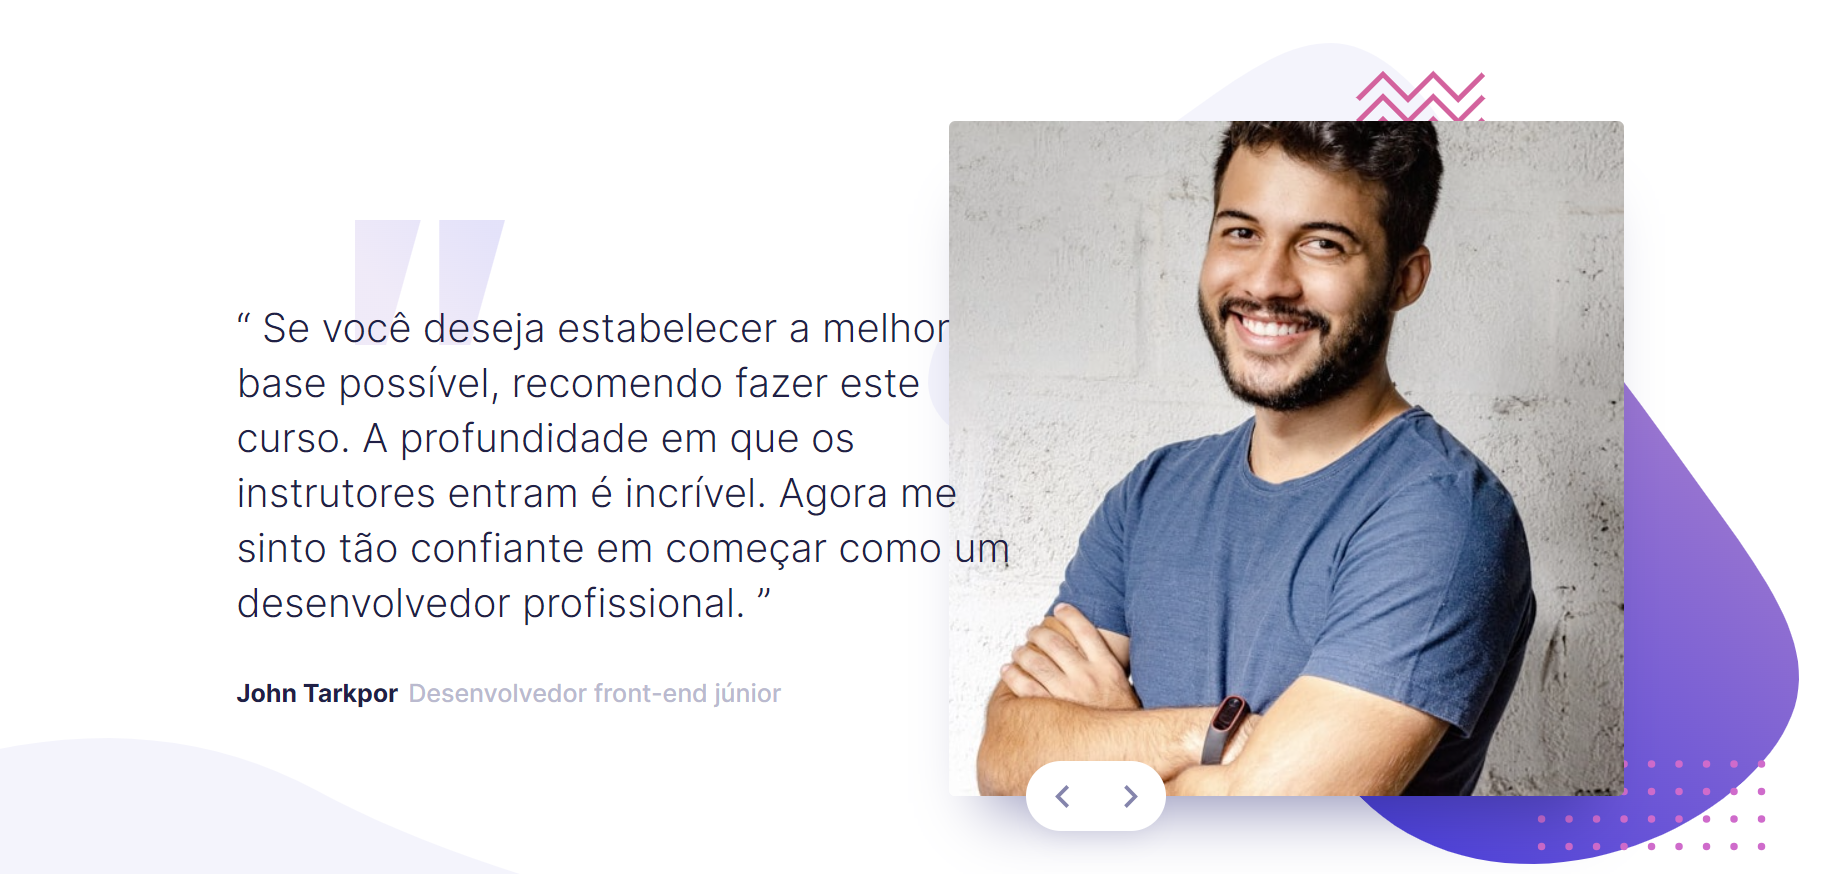 “ Se você deseja estabelecer a melhor
base possível, recomendo fazer este
curso. A profundidade em que os
instrutores entram é incrível. Agora me
sinto tão confiante em começar como um
desenvolvedor profissional. ”
John Tarkpor Desenvolvedor front-end júnior